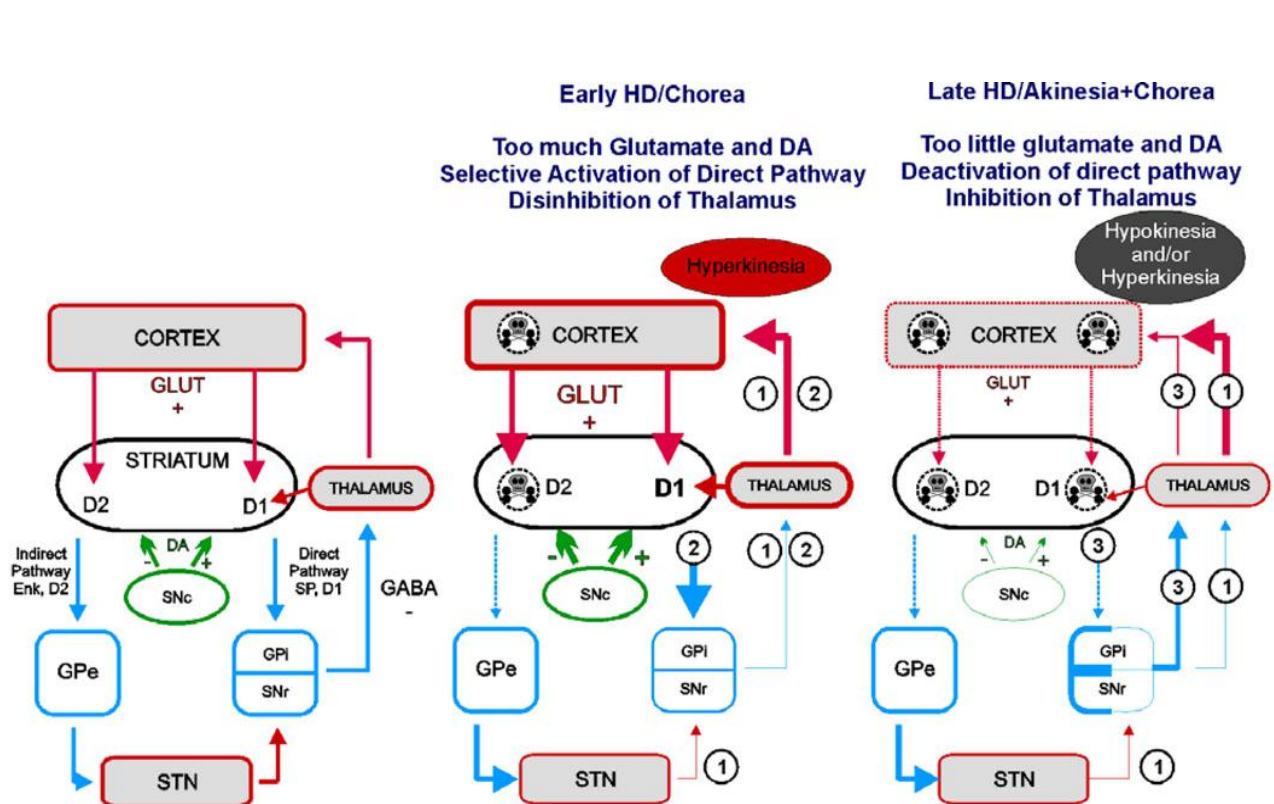 Early HD/Chorea
Too much Glutamate and DA
Selective Activation of Direct Pathway
Disinhibition of Thalamus
Late HD/Akinesia+Chorea
Too little glutamate and DA
Deactivation of direct pathway
Inhibition of Thalamus
Hyperkinesia
Hypokinesia
and/or
Hyperkinesia
CORTEX
GLUT
+
STRIATUM
D2
D1
THALAMUS
Indirect
Pathway
Enk, D2
DA
- +
SNc
Direct
Pathway
SP, D1
GABA
-
GPe
GPi
SNr
STN
CORTEX
1 2
GLUT
+
D2
D1
THALAMUS
- +
SNc
2
1 2
GPe
GPi
SNr
STN
1
CORTEX
GLUT
+
3 1
D2
D1
THALAMUS
DA
- +
SNc
3
3 1
GPe
GPi
SNr
STN
1